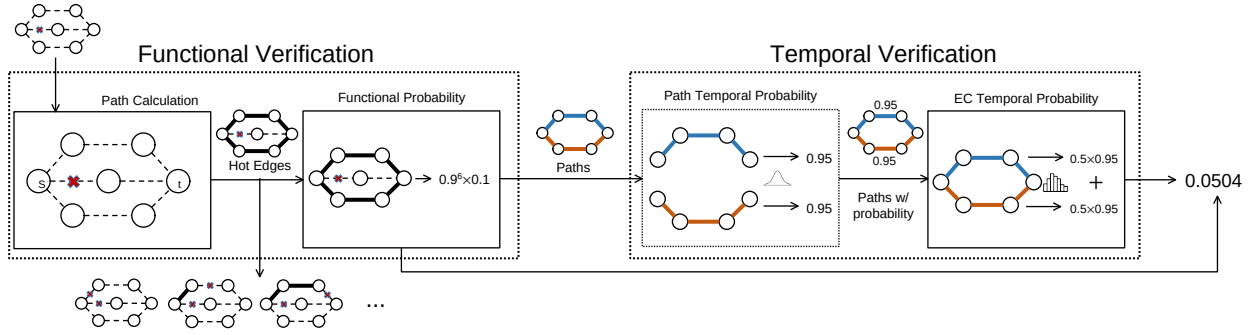 Functional Verification
Temporal Verification
Path Calculation
Functional Probability
Path Temporal Probability
EC Temporal Probability
S
t
Hot Edges
0.9⁶×0.1
Paths
0.95
0.95
0.95
0.95
Paths w/
probability
0.5×0.95
+
0.5×0.95
0.0504
...